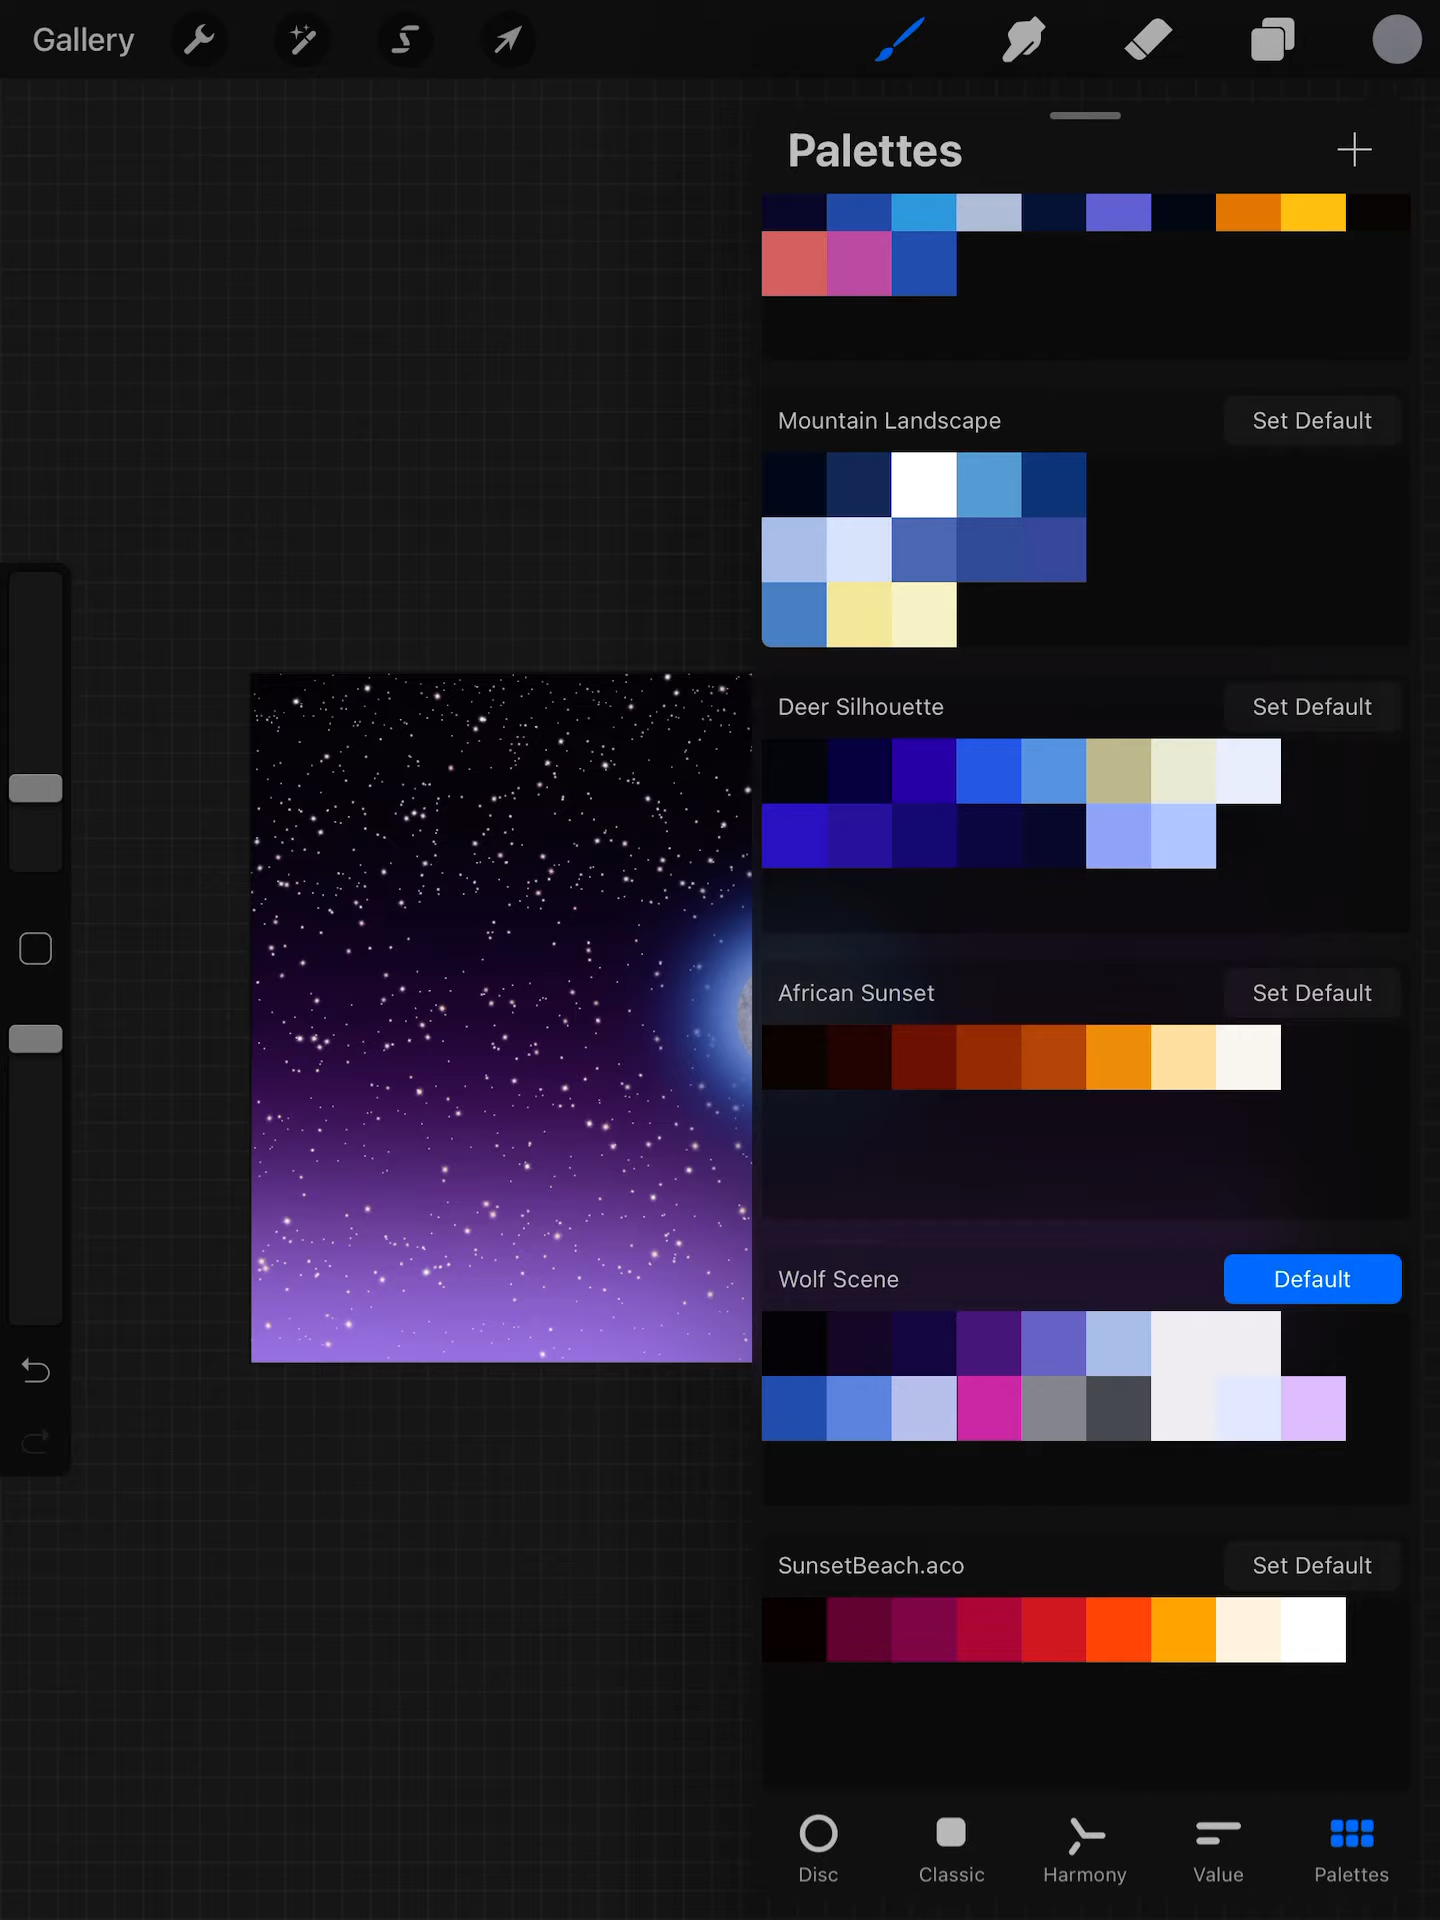 Gallery
Palettes
Mountain Landscape
Set Default
Deer Silhouette
Set Default
African Sunset
Set Default
Wolf Scene
Default
SunsetBeach.aco
Set Default
Disc
Classic
Harmony
Value
Palettes